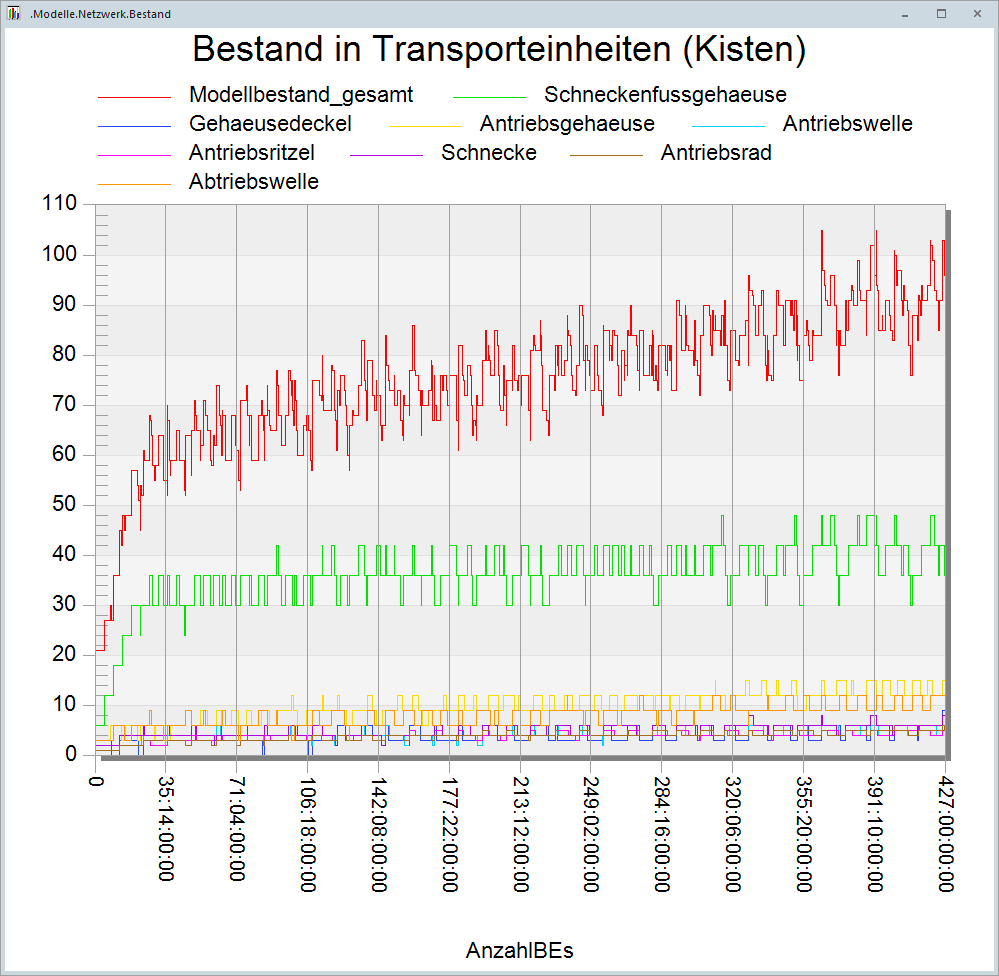 .Modelle.Netzwerk.Bestand
Bestand in Transporteinheiten (Kisten)
Modellbestand_gesamt Schneckenfussgehaeuse
Gehaeusedeckel Antriebsgehaeuse Antriebswelle
Antriebsritzel Schnecke Antriebsrad
Abtriebswelle
110
100
90
80
70
60
50
40
30
20
10
0
0 35:14:00:00 71:04:00:00 106:18:00:00 142:08:00:00 177:22:00:00 213:12:00:00 249:02:00:00 284:16:00:00 320:06:00:00 355:20:00:00 391:10:00:00 427:00:00:00
AnzahlBEs